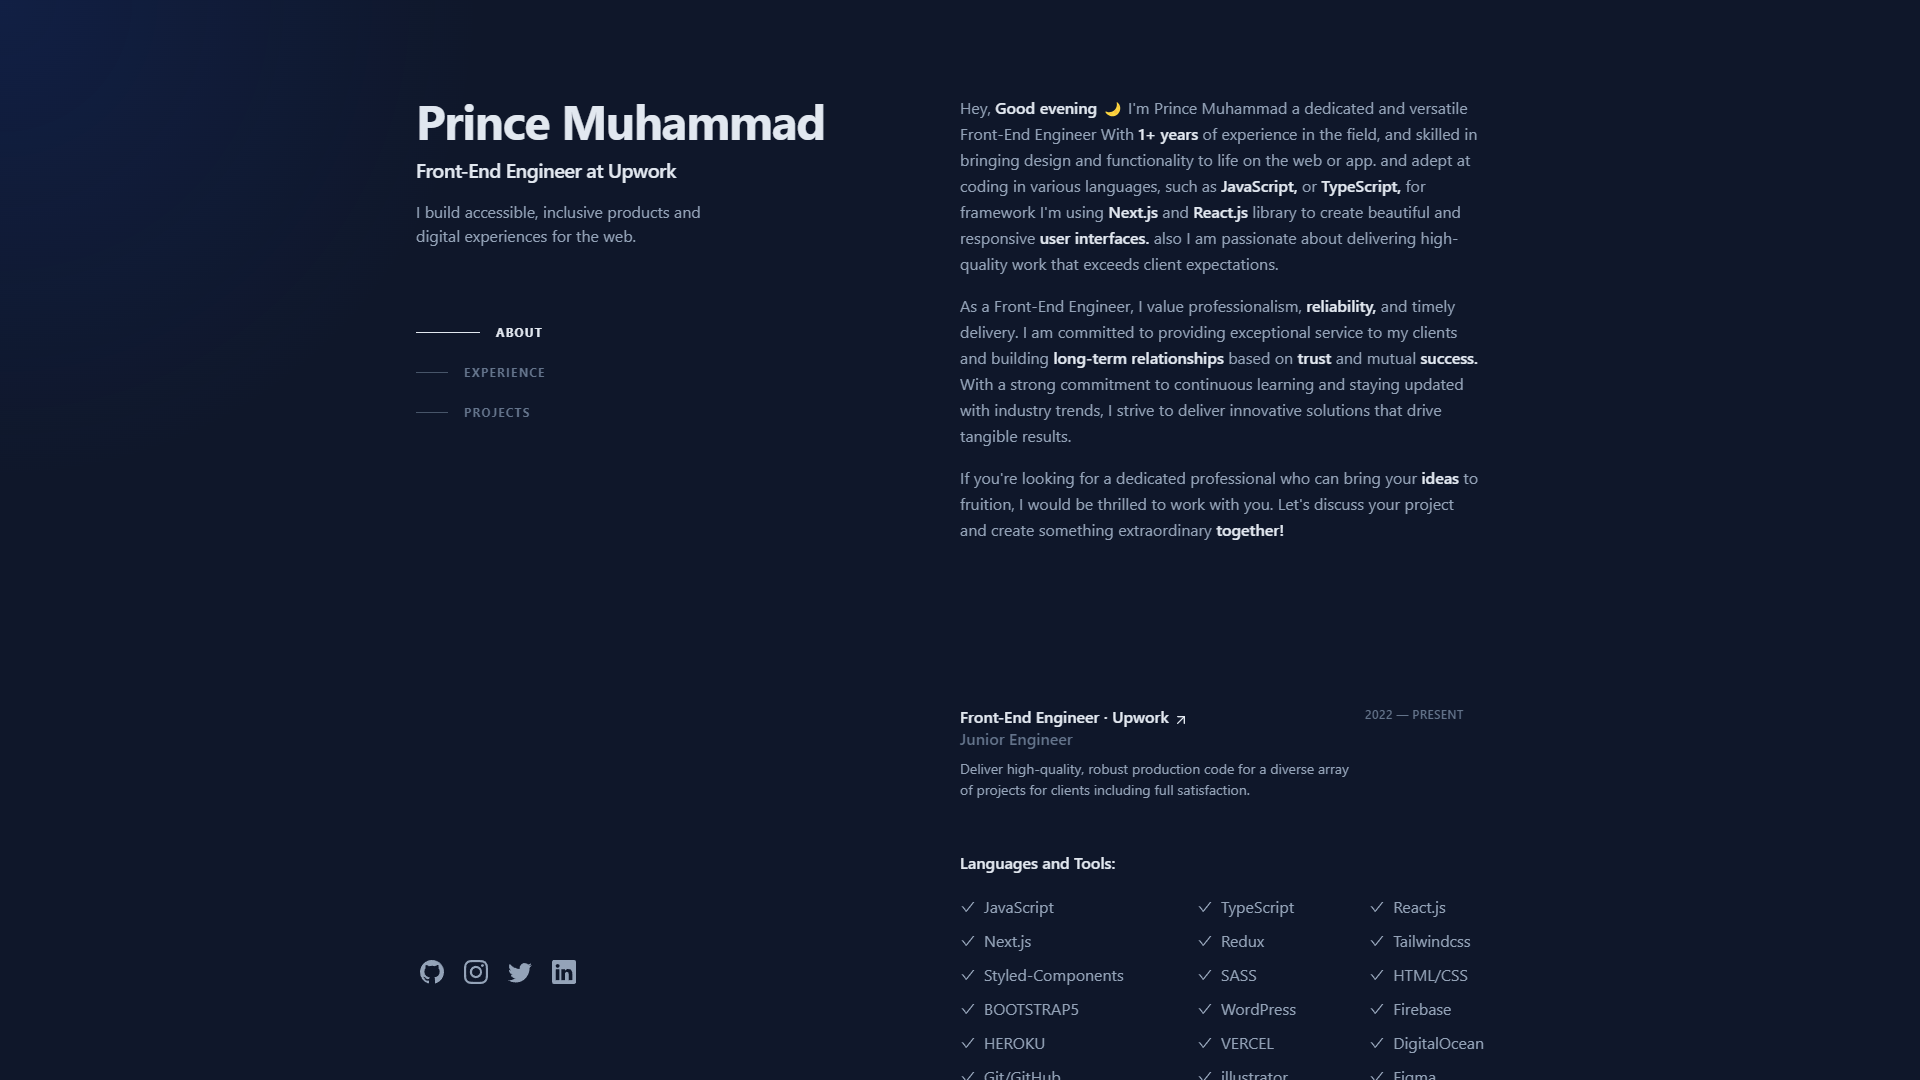 Prince Muhammad
Front-End Engineer at Upwork
I build accessible, inclusive products and
digital experiences for the web.
ABOUT
EXPERIENCE
PROJECTS
Hey, Good evening 🌙 I'm Prince Muhammad a dedicated and versatile
Front-End Engineer With 1+ years of experience in the field, and skilled in
bringing design and functionality to life on the web or app. and adept at
coding in various languages, such as JavaScript, or TypeScript, for
framework I'm using Next.js and React.js library to create beautiful and
responsive user interfaces. also I am passionate about delivering high-
quality work that exceeds client expectations.
As a Front-End Engineer, I value professionalism, reliability, and timely
delivery. I am committed to providing exceptional service to my clients
and building long-term relationships based on trust and mutual success.
With a strong commitment to continuous learning and staying updated
with industry trends, I strive to deliver innovative solutions that drive
tangible results.
If you're looking for a dedicated professional who can bring your ideas to
fruition, I would be thrilled to work with you. Let's discuss your project
and create something extraordinary together!
Front-End Engineer · Upwork
2022 — PRESENT
Junior Engineer
Deliver high-quality, robust production code for a diverse array
of projects for clients including full satisfaction.
Languages and Tools:
JavaScript TypeScript React.js
Next.js Redux Tailwindcss
Styled-Components SASS HTML/CSS
BOOTSTRAP5 WordPress Firebase
HEROKU VERCEL DigitalOcean
Git/GitHub illustrator Figma